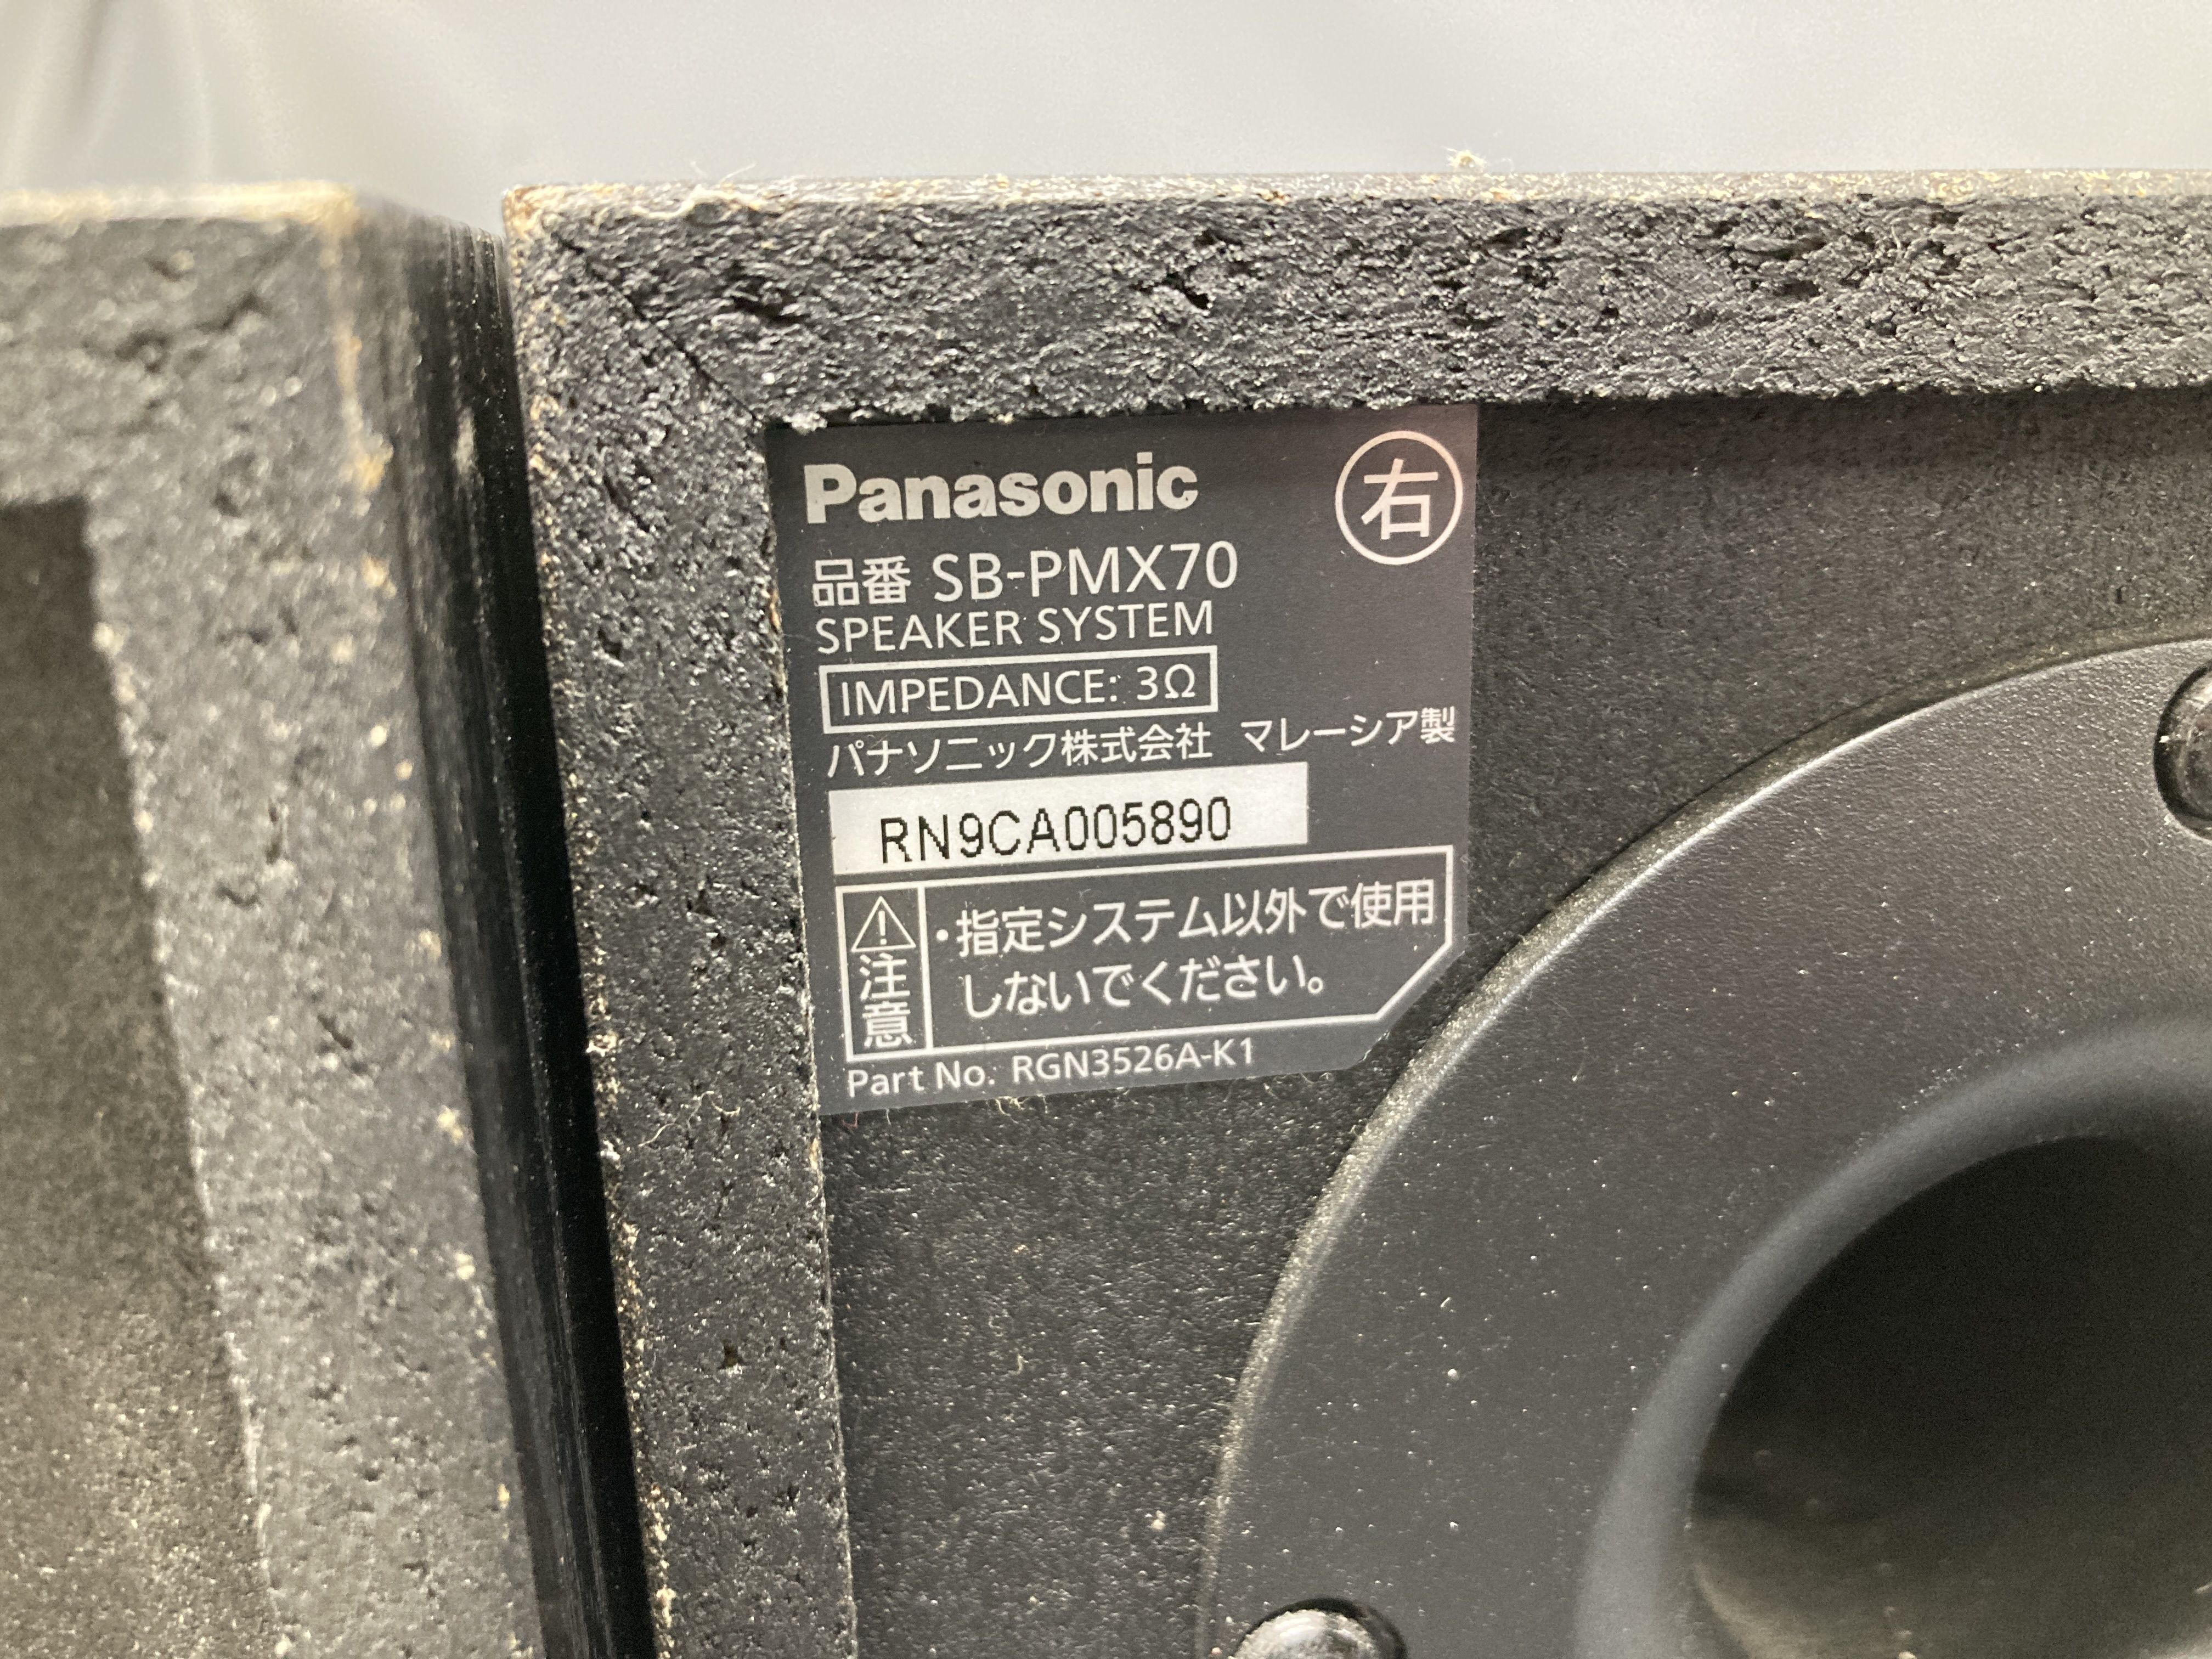 Panasonic
右
品番 SB-PMX70
SPEAKER SYSTEM
IMPEDANCE: 3Ω
パナソニック株式会社 マレーシア製
RN9CA005890
注意
・指定システム以外で使用
しないでください。
Part No. RGN3526A-K1